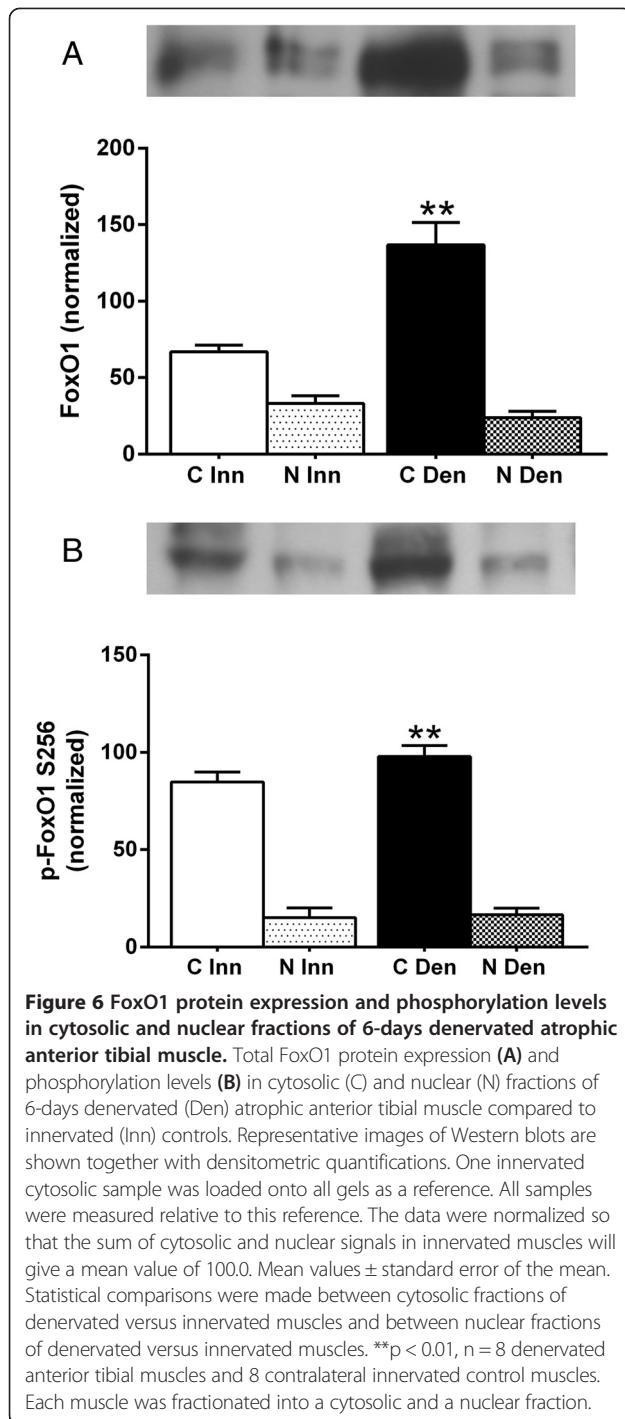 A
200
150
100
50
0
FoxO1 (normalized)
**
C Inn N Inn C Den N Den
B
150
100
50
0
p-FoxO1 S256
(normalized)
**
C Inn N Inn C Den N Den
Figure 6 FoxO1 protein expression and phosphorylation levels
in cytosolic and nuclear fractions of 6-days denervated atrophic
anterior tibial muscle. Total FoxO1 protein expression (A) and
phosphorylation levels (B) in cytosolic (C) and nuclear (N) fractions of
6-days denervated (Den) atrophic anterior tibial muscle compared to
innervated (Inn) controls. Representative images of Western blots are
shown together with densitometric quantifications. One innervated
cytosolic sample was loaded onto all gels as a reference. All samples
were measured relative to this reference. The data were normalized so
that the sum of cytosolic and nuclear signals in innervated muscles will
give a mean value of 100.0. Mean values ± standard error of the mean.
Statistical comparisons were made between cytosolic fractions of
denervated versus innervated muscles and between nuclear fractions
of denervated versus innervated muscles. **p < 0.01, n = 8 denervated
anterior tibial muscles and 8 contralateral innervated control muscles.
Each muscle was fractionated into a cytosolic and a nuclear fraction.